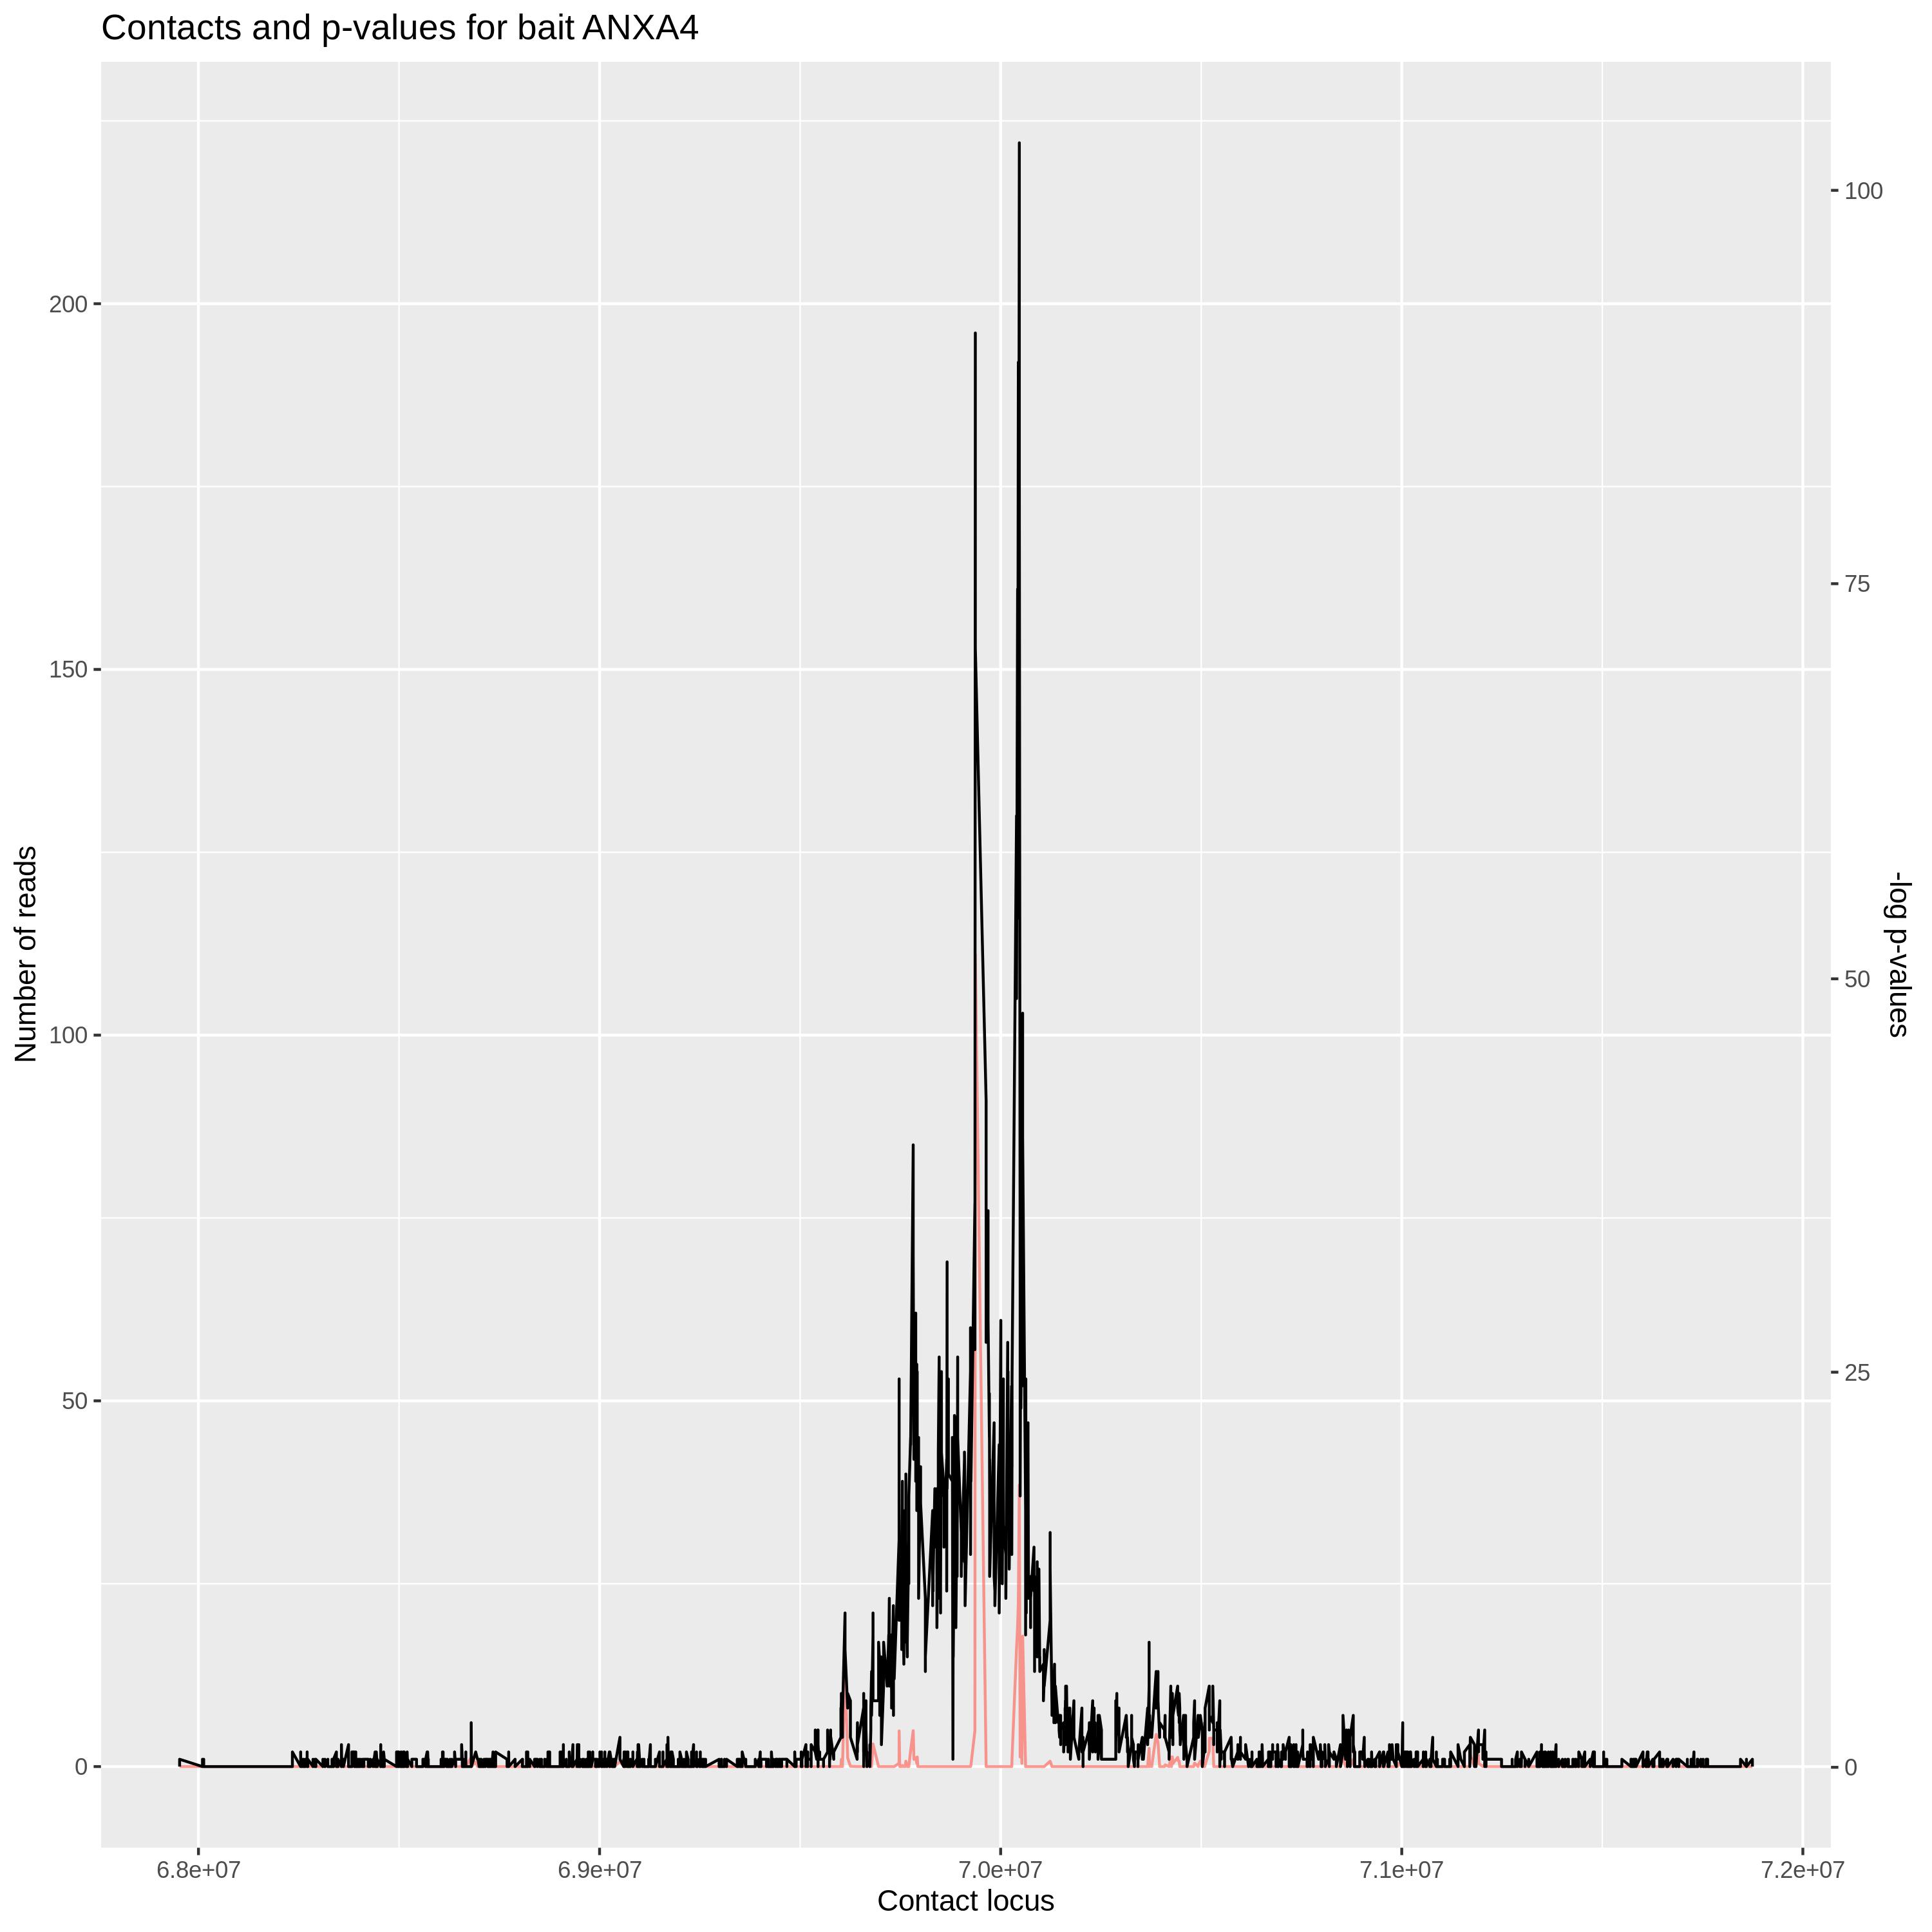 Contacts and p-values for bait ANXA4
200
150
100
50
0
100
75
50
25
0
Number of reads
-log p-values
6.8e+07
6.9e+07
7.0e+07
7.1e+07
7.2e+07
Contact locus